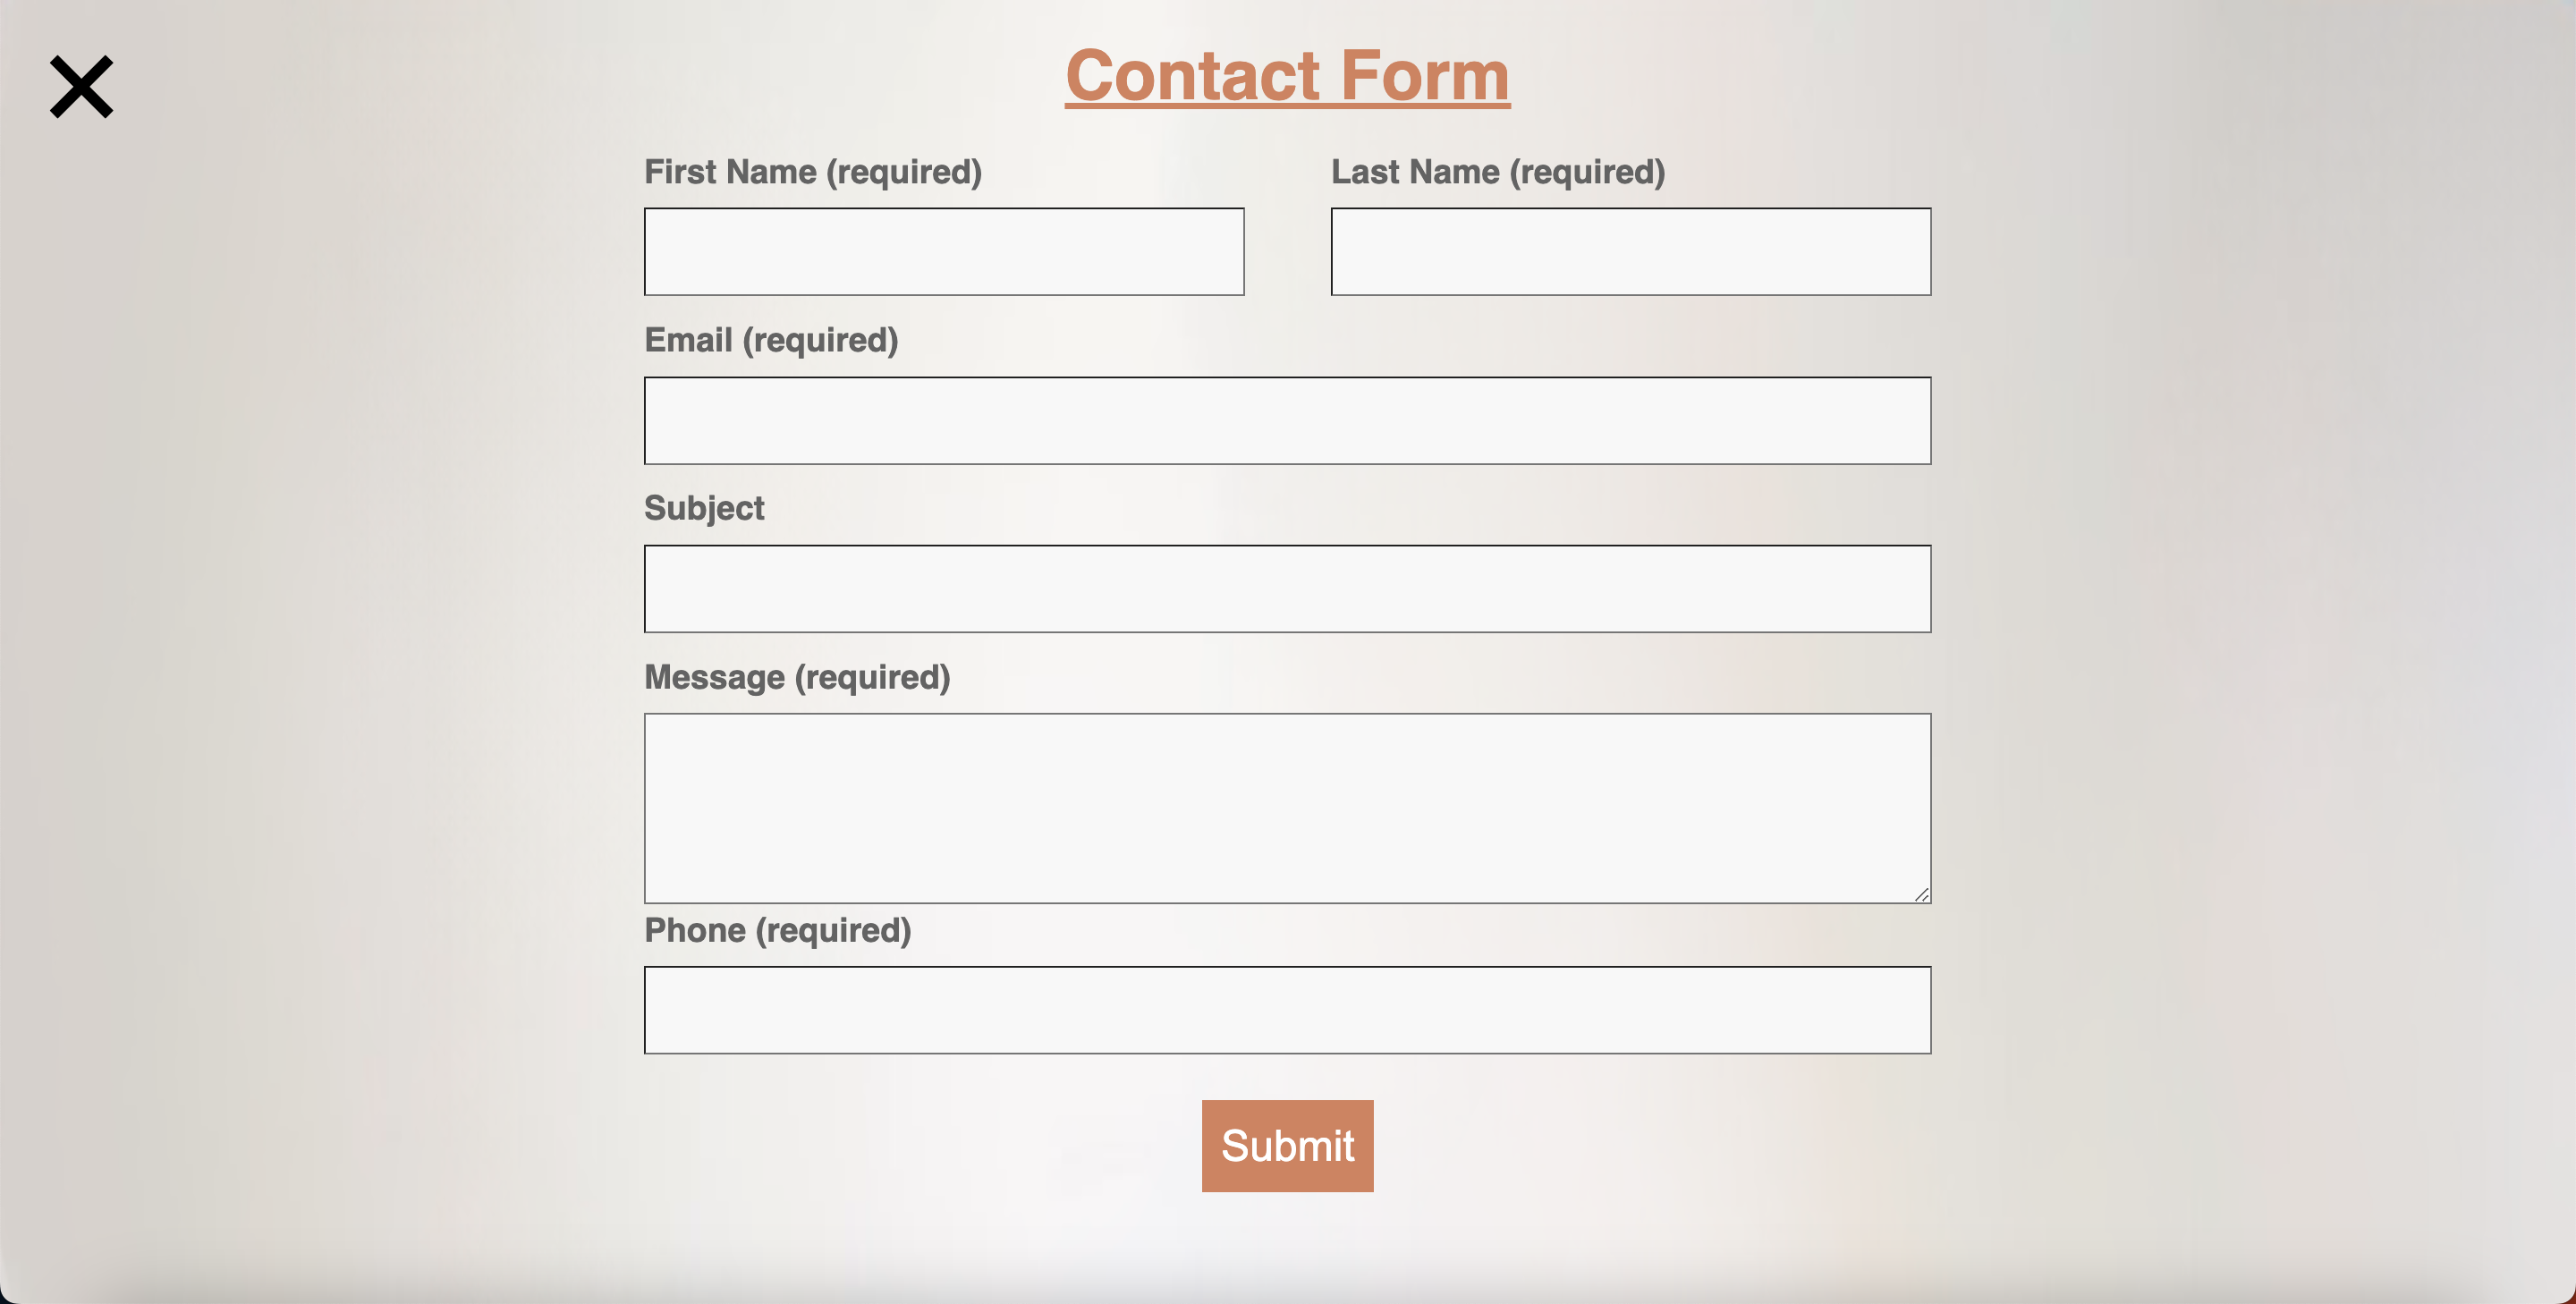 Contact Form
First Name (required) Last Name (required)
Email (required)
Subject
Message (required)
Phone (required)
Submit